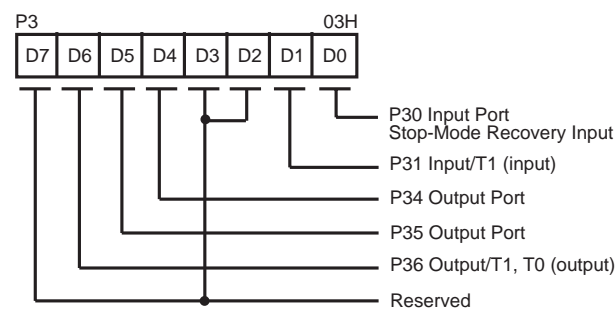 P3 03H
D7 D6 D5 D4 D3 D2 D1 D0
P30 Input Port
Stop-Mode Recovery Input
P31 Input/T1 (input)
P34 Output Port
P35 Output Port
P36 Output/T1, T0 (output)
Reserved